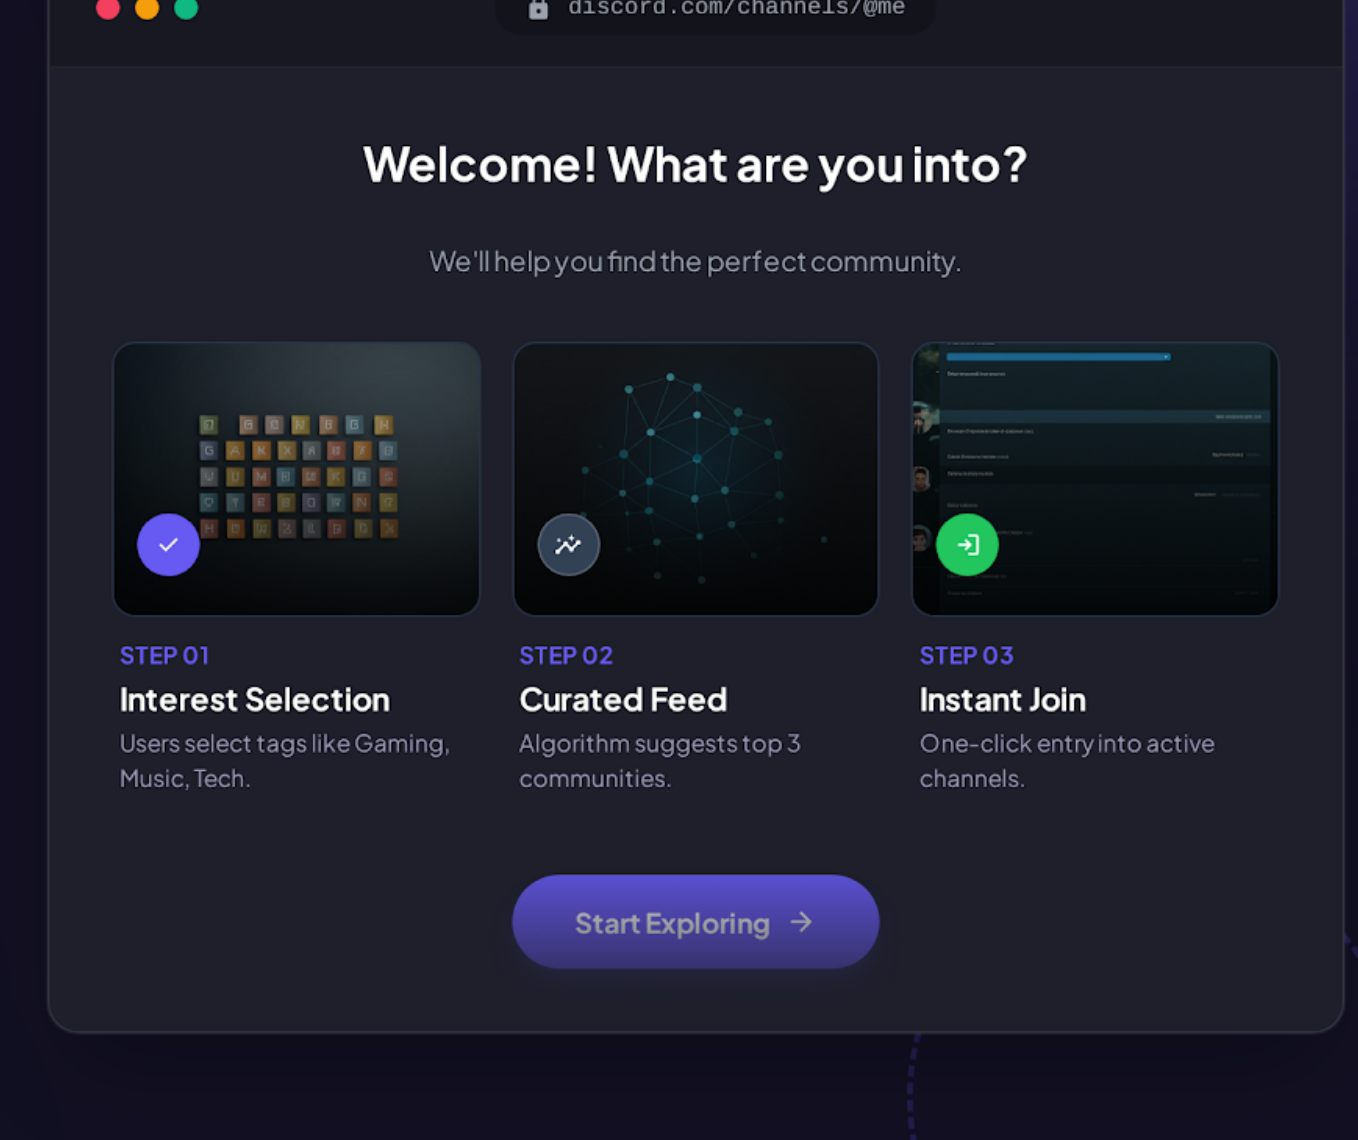 discord.com/channels/@me
Welcome! What are you into?
We'll help you find the perfect community.
STEP 01
Interest Selection
Users select tags like Gaming,
Music, Tech.
STEP 02
Curated Feed
Algorithm suggests top 3
communities.
STEP 03
Instant Join
One-click entry into active
channels.
Start Exploring →